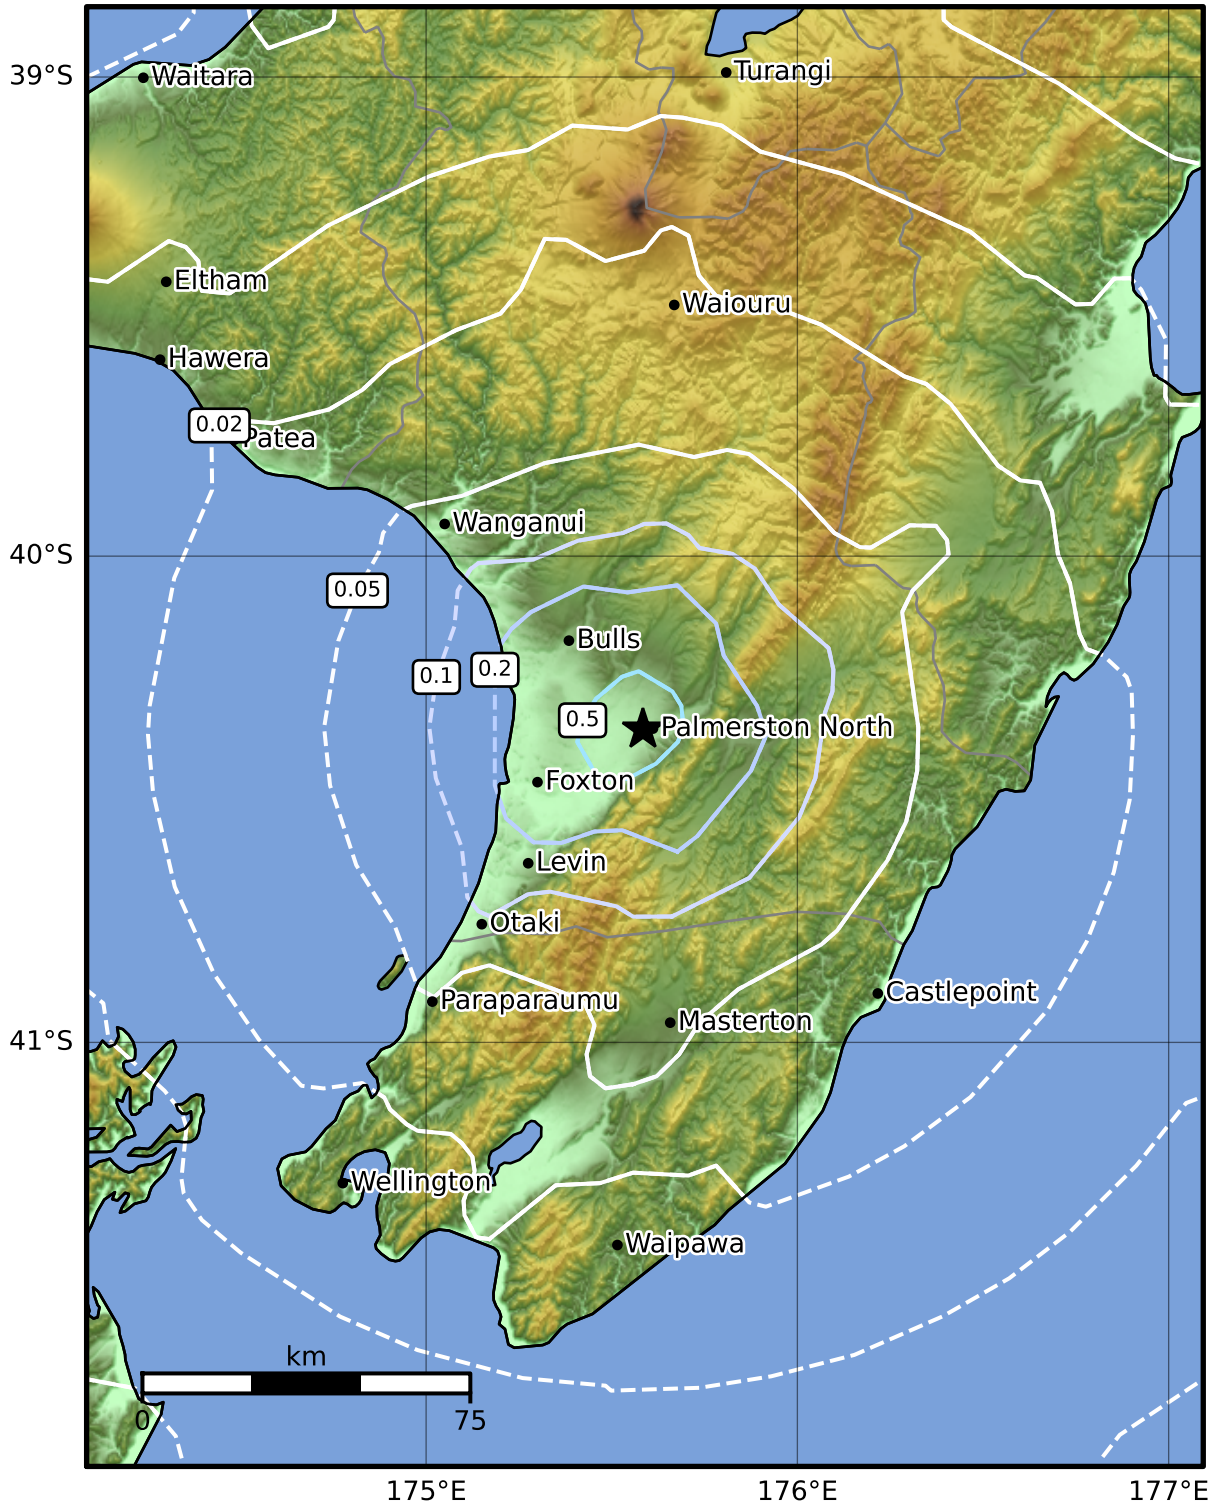 39°S
Waitara
Turangi
Eltham
Waiouru
Hawera
0.02
Patea
Wanganui
40°S
0.05
Bulls
0.1
0.2
0.5
Palmerston North
Foxton
Levin
Otaki
Paraparaumu
Castlepoint
Masterton
41°S
Wellington
Waipawa
km
0
75
175°E
176°E
177°E